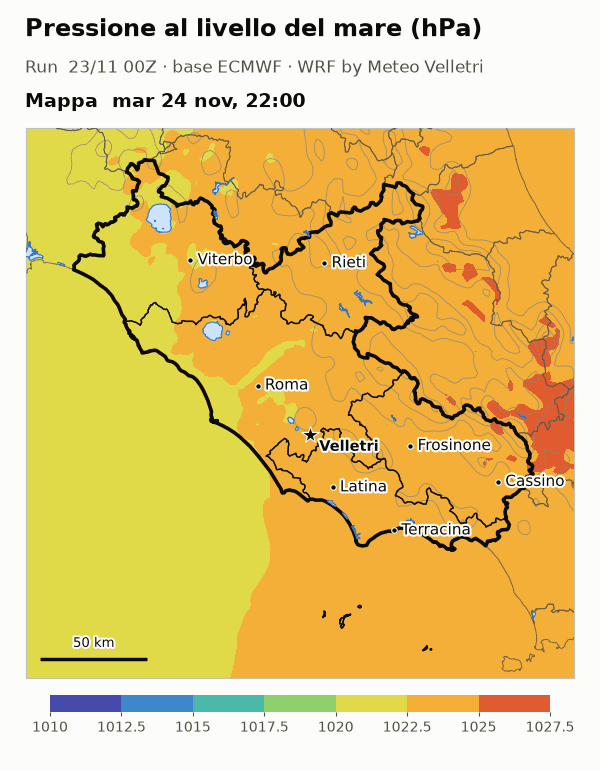 Pressione al livello del mare (hPa)
Run  23/11 00Z · base ECMWF · WRF by Meteo Velletri
Mappa  mar 24 nov, 22:00
Viterbo
Rieti
Roma
Velletri
Frosinone
Cassino
Latina
Terracina
50 km
1010 1012.5 1015 1017.5 1020 1022.5 1025 1027.5